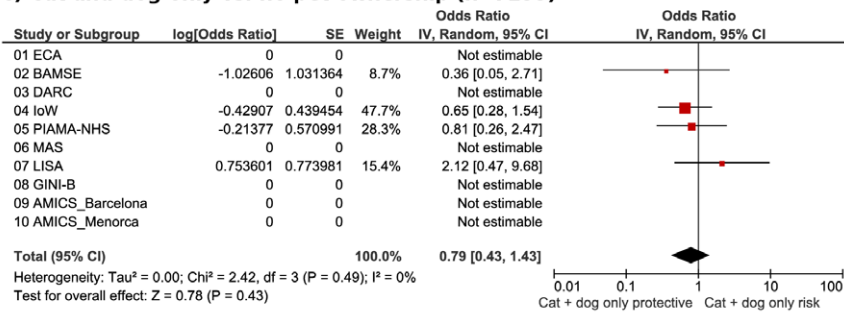 Odds Ratio Odds Ratio
Study or Subgroup log[Odds Ratio] SE Weight IV, Random, 95% CI IV, Random, 95% CI
01 ECA 0 0 Not estimable
02 BAMSE -1.02606 1.031364 8.7% 0.36 [0.05, 2.71]
03 DARC 0 0 Not estimable
04 IoW -0.42907 0.439454 47.7% 0.65 [0.28, 1.54]
05 PIAMA-NHS -0.21377 0.570991 28.3% 0.81 [0.26, 2.47]
06 MAS 0 0 Not estimable
07 LISA 0.753601 0.773981 15.4% 2.12 [0.47, 9.68]
08 GINI-B 0 0 Not estimable
09 AMICS_Barcelona 0 0 Not estimable
10 AMICS_Menorca 0 0 Not estimable
Total (95% CI) 100.0% 0.79 [0.43, 1.43]
Heterogeneity: Tau² = 0.00; Chi² = 2.42, df = 3 (P = 0.49); I² = 0%
Test for overall effect: Z = 0.78 (P = 0.43)
0.01 0.1 1 10 100
Cat + dog only protective Cat + dog only risk